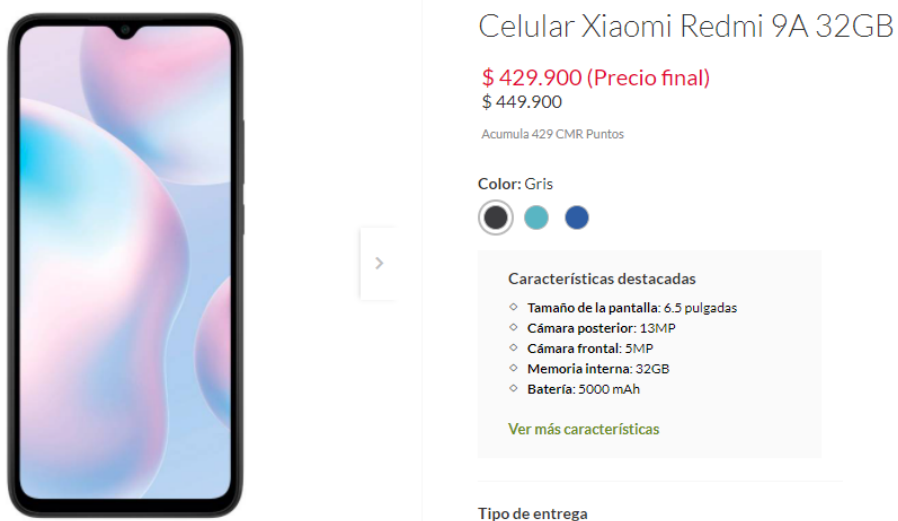 Celular Xiaomi Redmi 9A 32GB
$ 429.900 (Precio final)
$ 449.900
Acumula 429 CMR Puntos
Color: Gris
Características destacadas
Tamaño de la pantalla: 6.5 pulgadas
Cámara posterior: 13MP
Cámara frontal: 5MP
Memoria interna: 32GB
Batería: 5000 mAh
Ver más características
Tipo de entrega